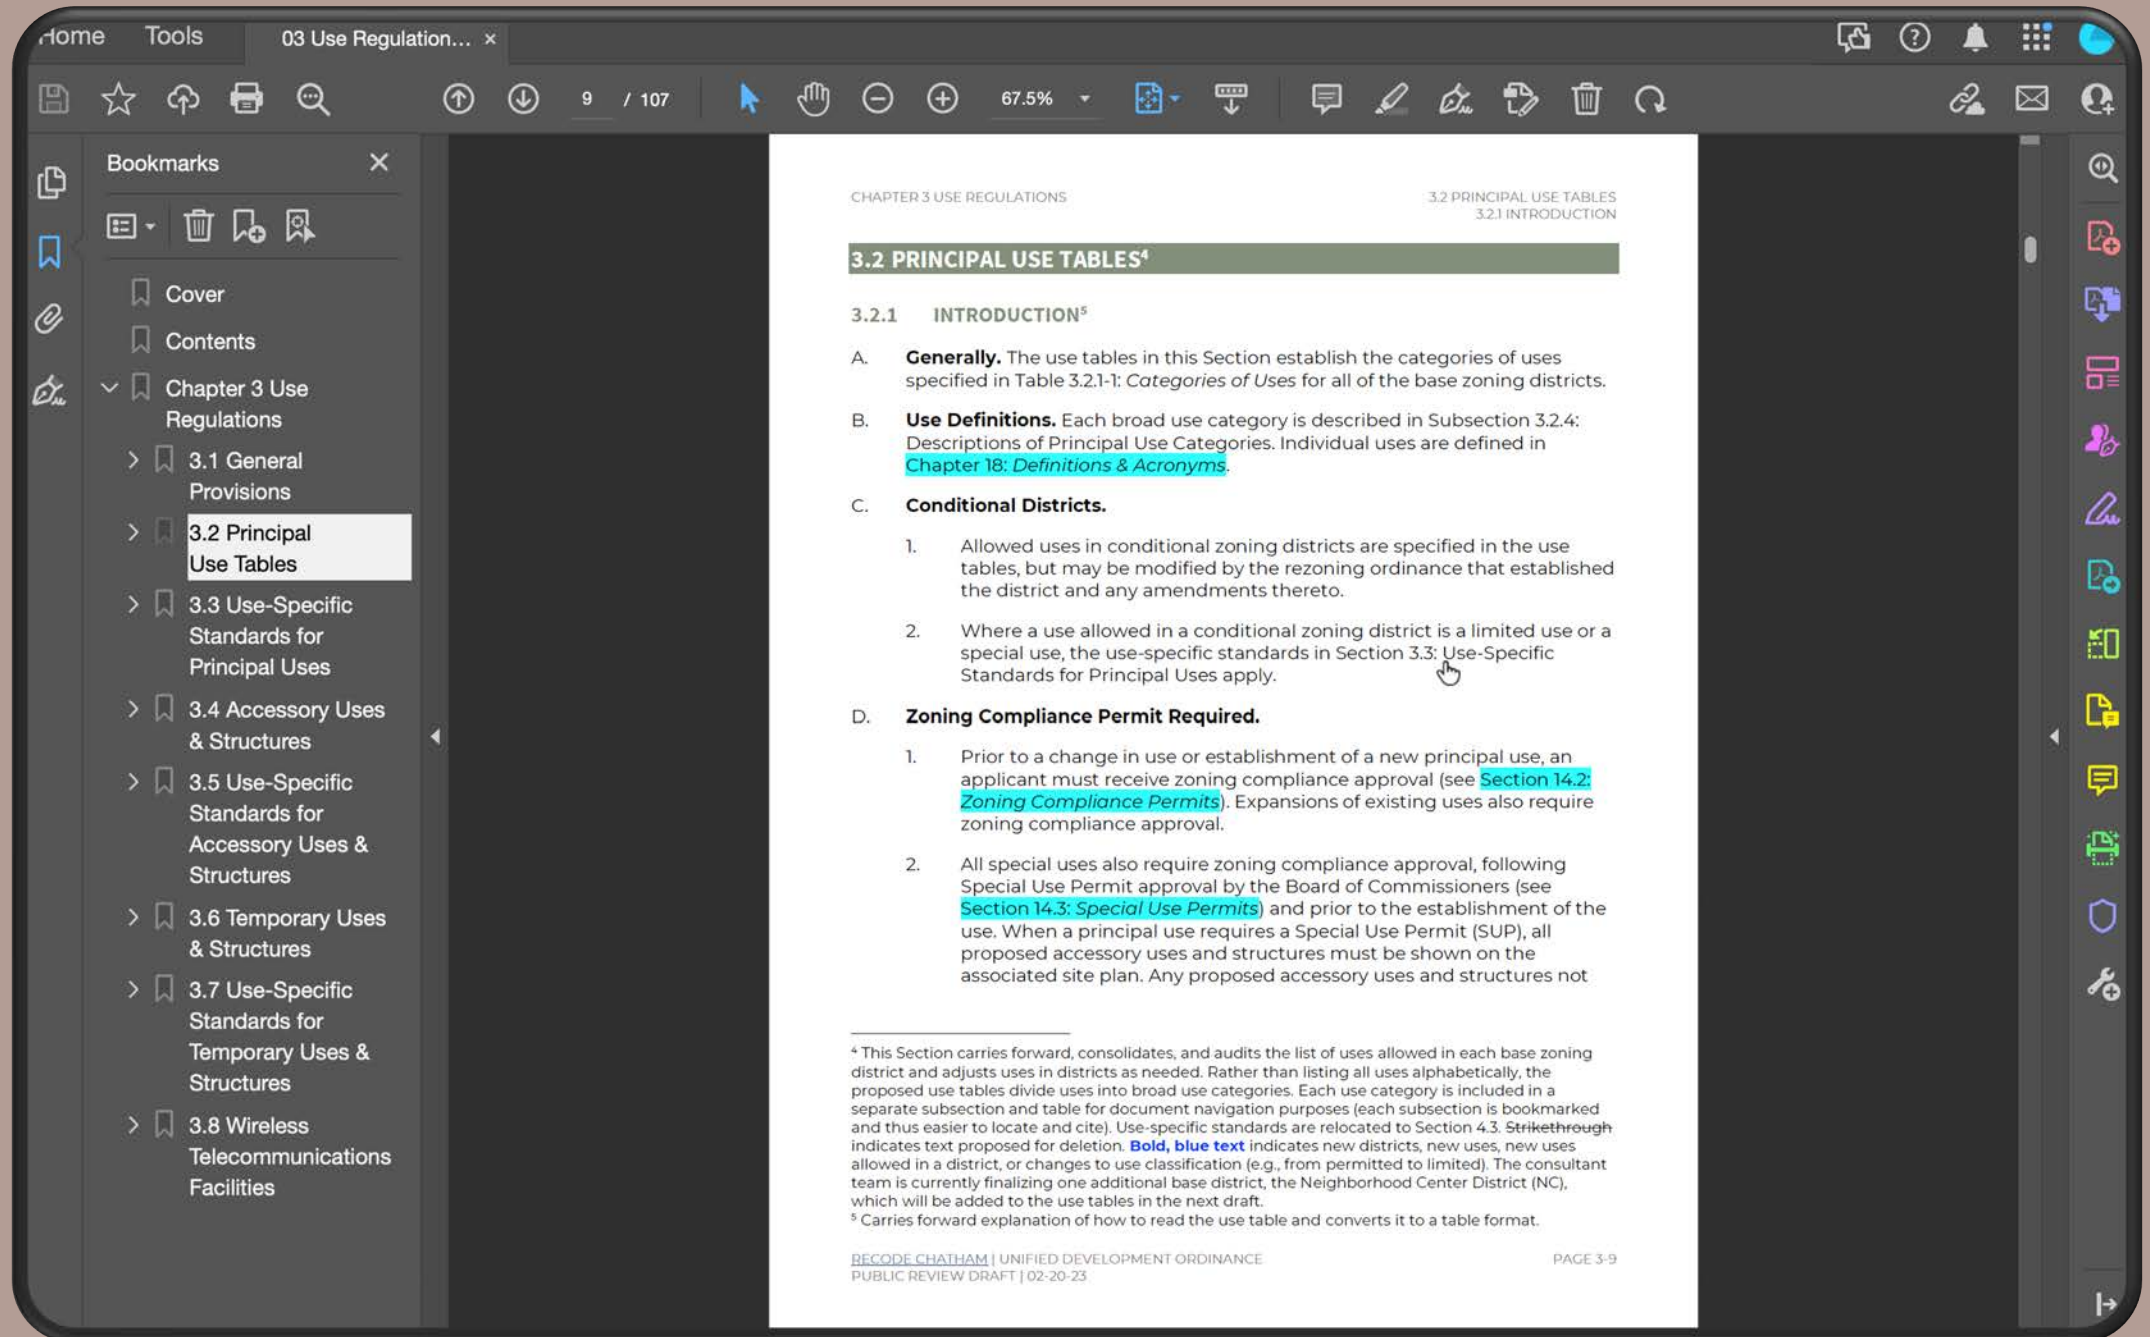 Home Tools 03 Use Regulation... ×
9 / 107 67.5%
Bookmarks
Cover
Contents
Chapter 3 Use
Regulations
3.1 General
Provisions
3.2 Principal
Use Tables
3.3 Use-Specific
Standards for
Principal Uses
3.4 Accessory Uses
& Structures
3.5 Use-Specific
Standards for
Accessory Uses &
Structures
3.6 Temporary Uses
& Structures
3.7 Use-Specific
Standards for
Temporary Uses &
Structures
3.8 Wireless
Telecommunications
Facilities
CHAPTER 3 USE REGULATIONS 3.2 PRINCIPAL USE TABLES
3.2.1 INTRODUCTION
3.2 PRINCIPAL USE TABLES⁴
3.2.1 INTRODUCTION⁵
A. Generally. The use tables in this Section establish the categories of uses
specified in Table 3.2.1-1: Categories of Uses for all of the base zoning districts.
B. Use Definitions. Each broad use category is described in Subsection 3.2.4:
Descriptions of Principal Use Categories. Individual uses are defined in
Chapter 18: Definitions & Acronyms.
C. Conditional Districts.
1. Allowed uses in conditional zoning districts are specified in the use
tables, but may be modified by the rezoning ordinance that established
the district and any amendments thereto.
2. Where a use allowed in a conditional zoning district is a limited use or a
special use, the use-specific standards in Section 3.3: Use-Specific
Standards for Principal Uses apply.
D. Zoning Compliance Permit Required.
1. Prior to a change in use or establishment of a new principal use, an
applicant must receive zoning compliance approval (see Section 14.2:
Zoning Compliance Permits). Expansions of existing uses also require
zoning compliance approval.
2. All special uses also require zoning compliance approval, following
Special Use Permit approval by the Board of Commissioners (see
Section 14.3: Special Use Permits) and prior to the establishment of the
use. When a principal use requires a Special Use Permit (SUP), all
proposed accessory uses and structures must be shown on the
associated site plan. Any proposed accessory uses and structures not
⁴ This Section carries forward, consolidates, and audits the list of uses allowed in each base zoning
district and adjusts uses in districts as needed. Rather than listing all uses alphabetically, the
proposed use tables divide uses into broad use categories. Each use category is included in a
separate subsection and table for document navigation purposes (each subsection is bookmarked
and thus easier to locate and cite). Use-specific standards are relocated to Section 4.3. Strikethrough
indicates text proposed for deletion. Bold, blue text indicates new districts, new uses, new uses
allowed in a district, or changes to use classification (e.g., from permitted to limited). The consultant
team is currently finalizing one additional base district, the Neighborhood Center District (NC),
which will be added to the use tables in the next draft.
⁵ Carries forward explanation of how to read the use table and converts it to a table format.
RECODE CHATHAM | UNIFIED DEVELOPMENT ORDINANCE PAGE 3-9
PUBLIC REVIEW DRAFT | 02-20-23